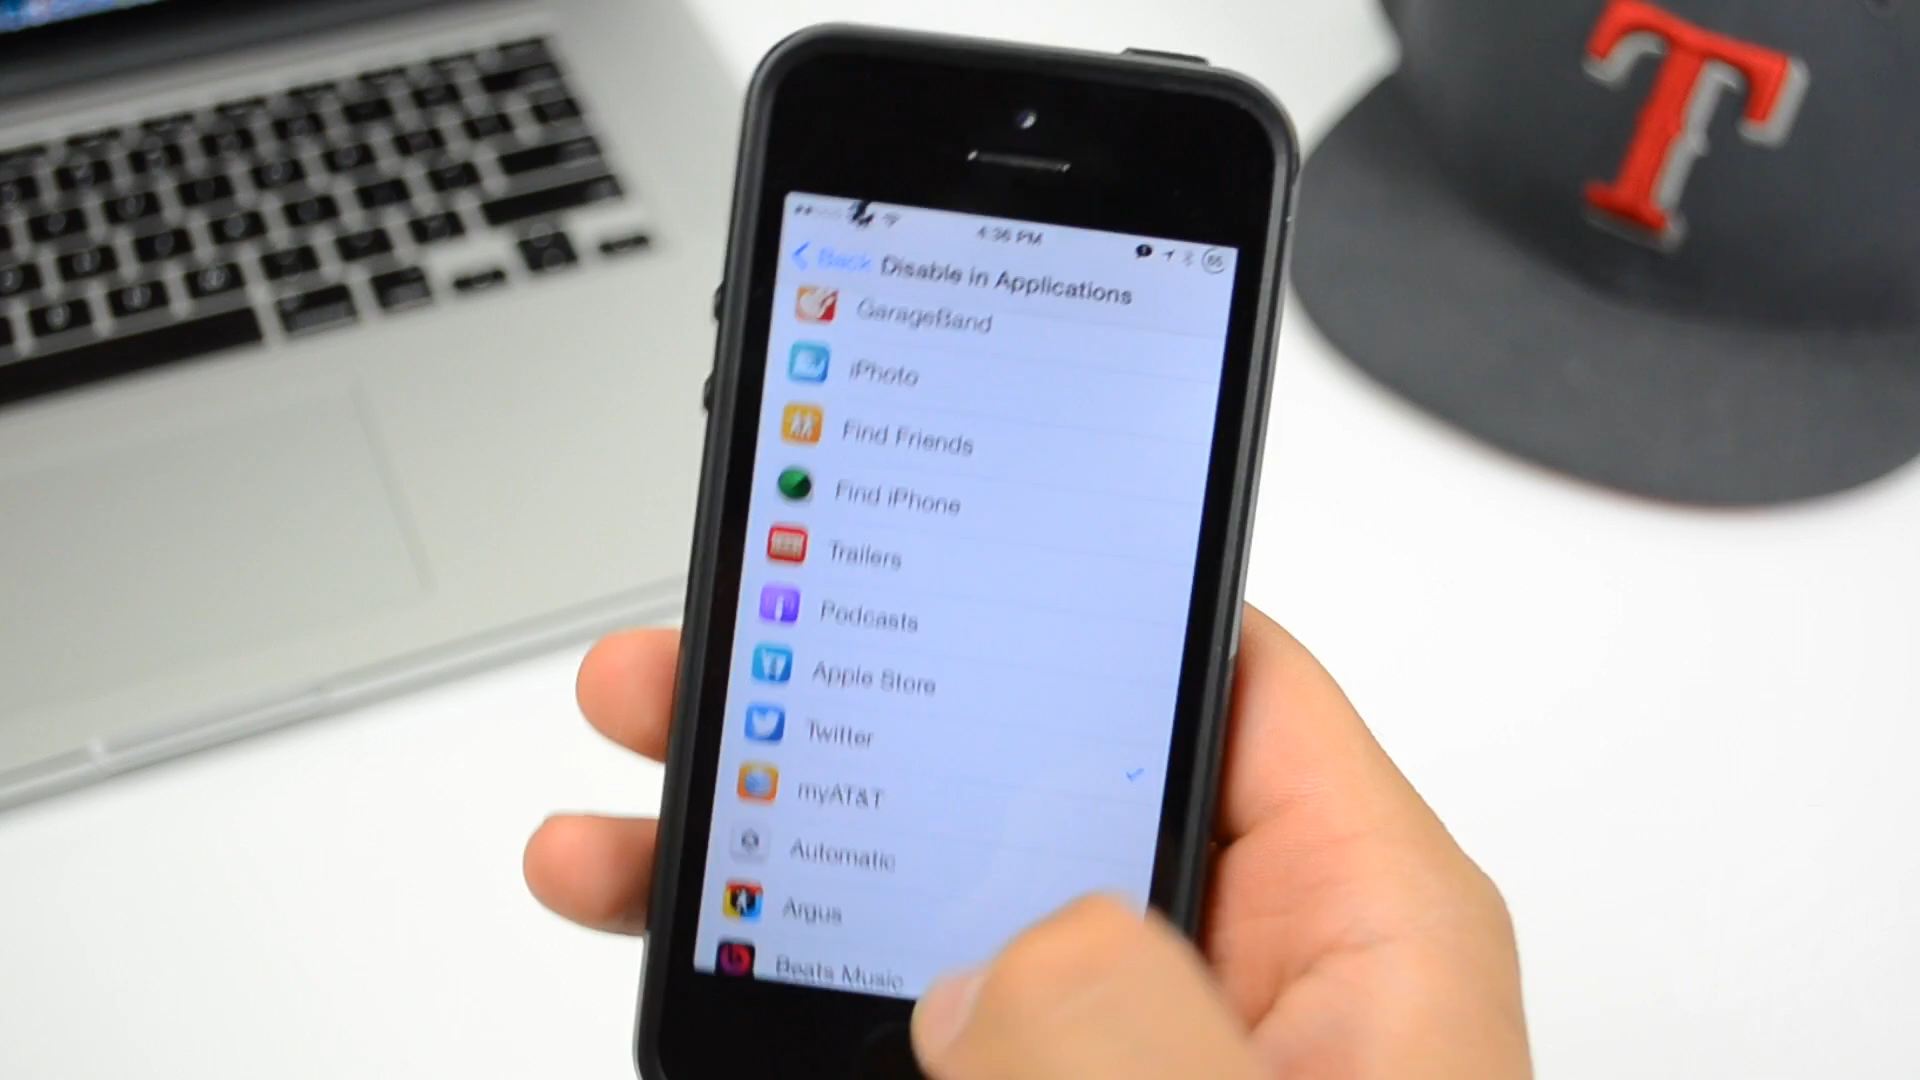 T
4:36 PM
65
Back Disable in Applications
GarageBand
iPhoto
Find Friends
Find iPhone
Trailers
Podcasts
Apple Store
Twitter
myAT&T
Automatic
Argus
Beats Music